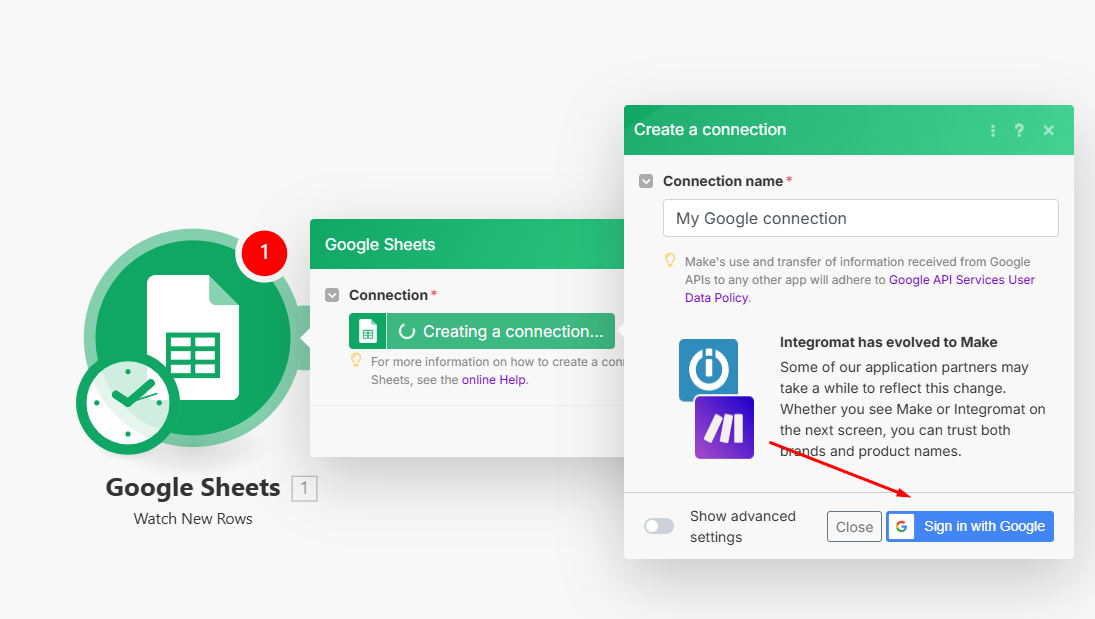 1
Google Sheets
1
Watch New Rows
Google Sheets
Connection *
Creating a connection...
For more information on how to create a con
Sheets, see the online Help.
Create a connection
?
Connection name *
My Google connection
Make's use and transfer of information received from Google
APIs to any other app will adhere to Google API Services User
Data Policy.
Integromat has evolved to Make
Some of our application partners may
take a while to reflect this change.
Whether you see Make or Integromat on
the next screen, you can trust both
brands and product names.
Show advanced
settings
Close
Sign in with Google